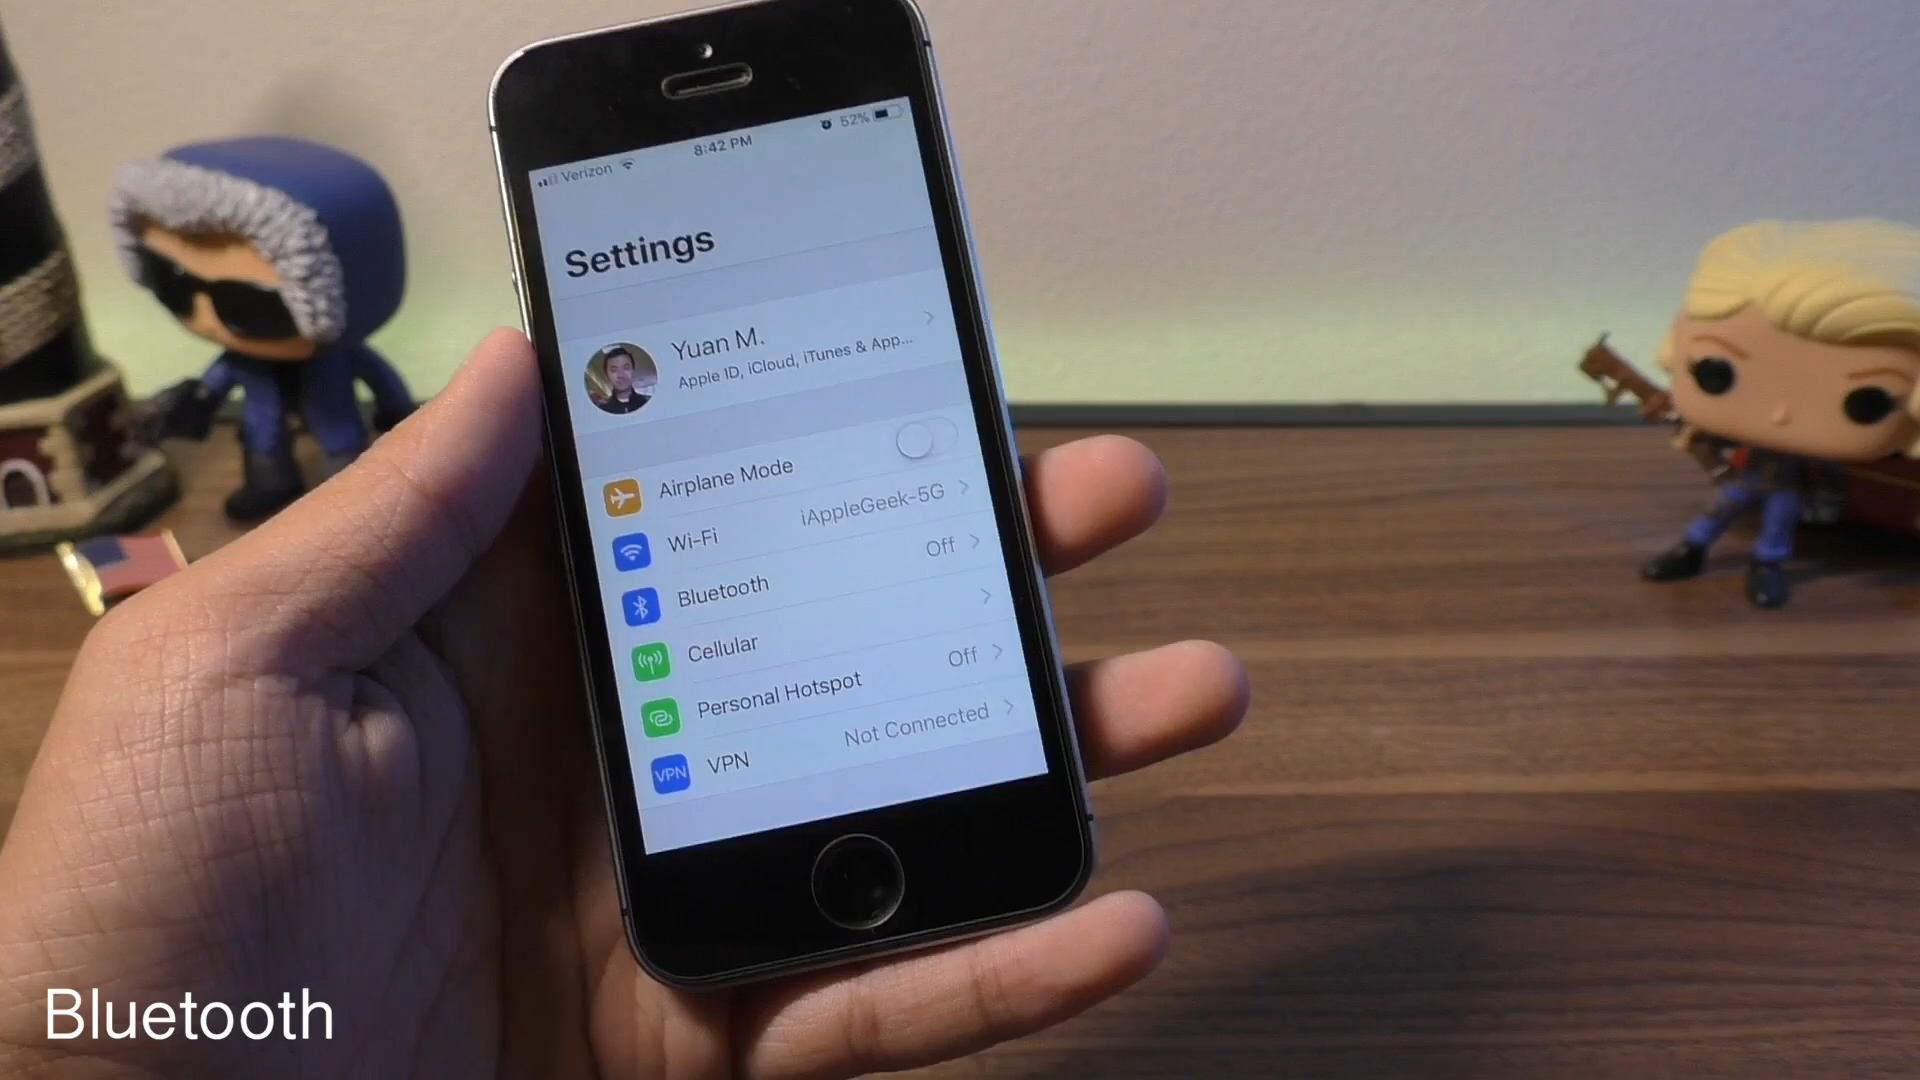 Verizon 8:42 PM 52%
Settings
Yuan M.
Apple ID, iCloud, iTunes & App...
Airplane Mode
Wi-Fi iAppleGeek-5G
Bluetooth Off
Cellular
Personal Hotspot Off
VPN VPN Not Connected
Bluetooth